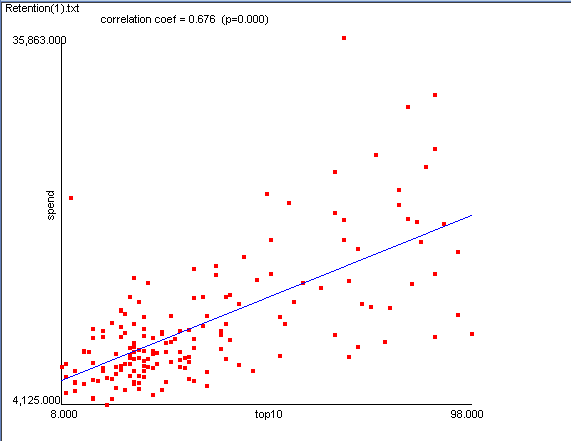 Retention(1).txt
correlation coef = 0.676 (p=0.000)
35,863.000
spend
4,125.000
8.000
top10
98.000